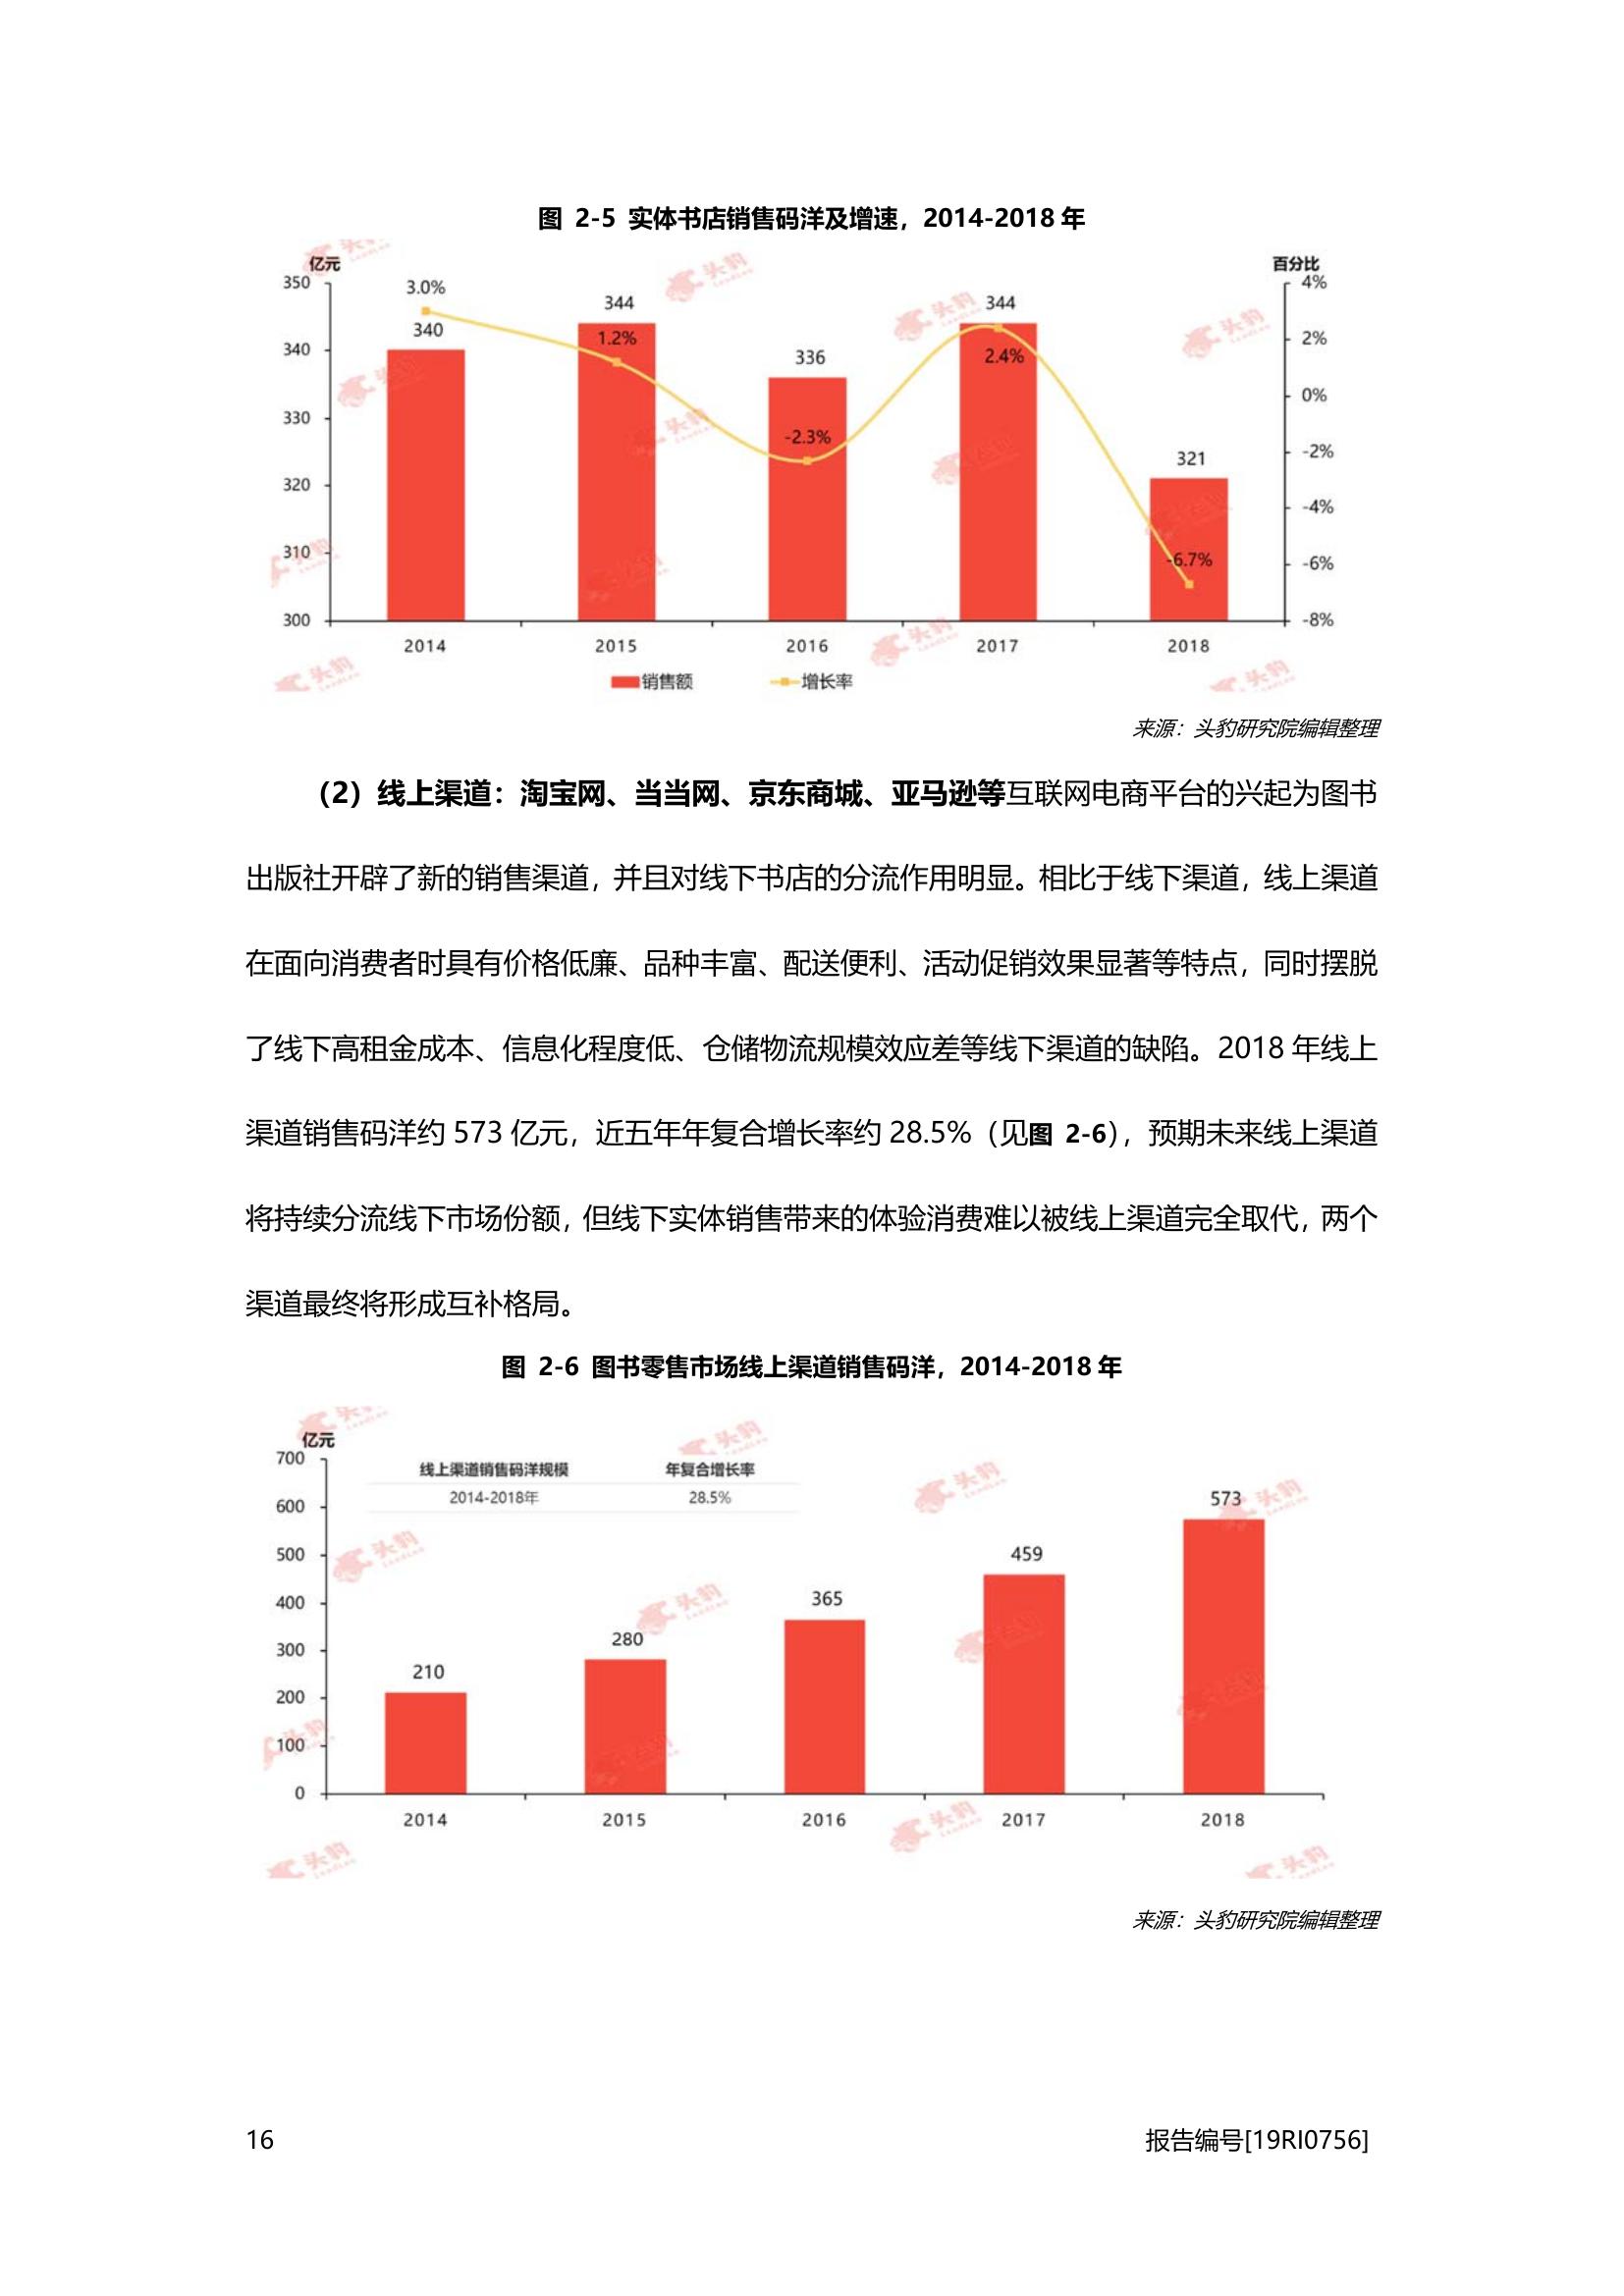 图 2-5 实体书店销售码洋及增速，2014-2018 年
亿元
百分比
350
340
330
320
310
300
4%
2%
0%
-2%
-4%
-6%
-8%
3.0%
340
344
1.2%
336
-2.3%
344
2.4%
321
-6.7%
2014 2015 2016 2017 2018
销售额 增长率
来源：头豹研究院编辑整理
（2）线上渠道：淘宝网、当当网、京东商城、亚马逊等互联网电商平台的兴起为图书
出版社开辟了新的销售渠道，并且对线下书店的分流作用明显。相比于线下渠道，线上渠道
在面向消费者时具有价格低廉、品种丰富、配送便利、活动促销效果显著等特点，同时摆脱
了线下高租金成本、信息化程度低、仓储物流规模效应差等线下渠道的缺陷。2018 年线上
渠道销售码洋约 573 亿元，近五年年复合增长率约 28.5%（见图 2-6），预期未来线上渠道
将持续分流线下市场份额，但线下实体销售带来的体验消费难以被线上渠道完全取代，两个
渠道最终将形成互补格局。
图 2-6 图书零售市场线上渠道销售码洋，2014-2018 年
亿元
700
600
500
400
300
200
100
0
线上渠道销售码洋规模 年复合增长率
2014-2018年 28.5%
210
280
365
459
573
2014 2015 2016 2017 2018
来源：头豹研究院编辑整理
16 报告编号[19RI0756]